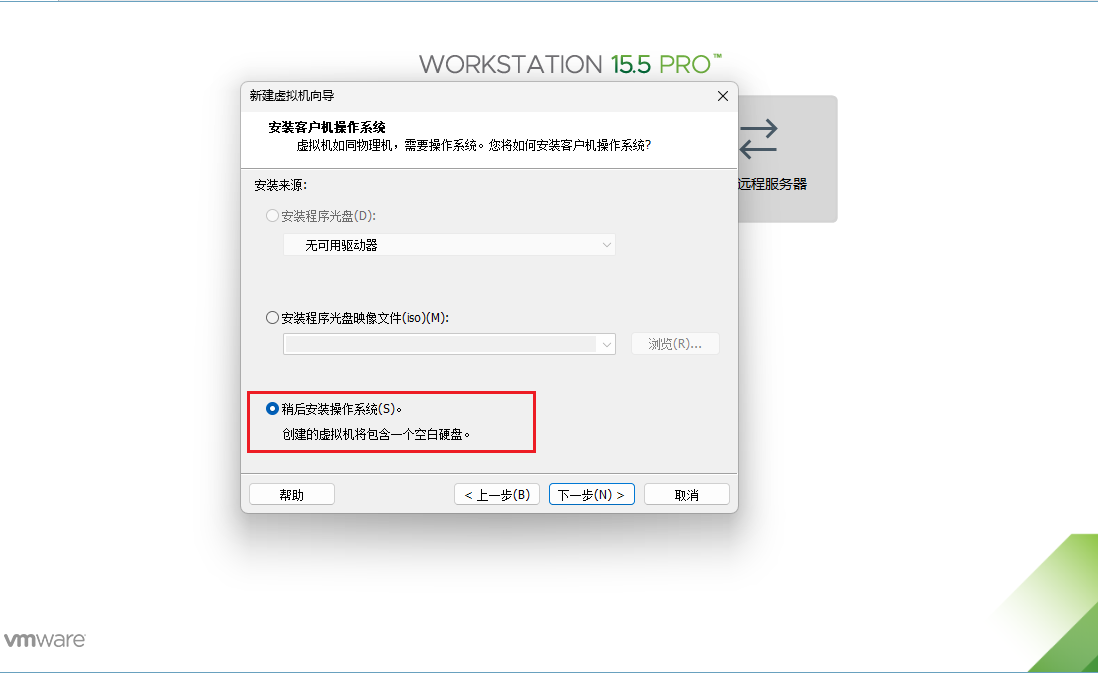 WORKSTATION 15.5 PRO™
新建虚拟机向导
安装客户机操作系统
虚拟机如同物理机，需要操作系统。您将如何安装客户机操作系统?
远程服务器
安装来源:
安装程序光盘(D):
无可用驱动器
安装程序光盘映像文件(iso)(M):
浏览(R)...
稍后安装操作系统(S)。
创建的虚拟机将包含一个空白硬盘。
帮助
< 上一步(B)
下一步(N) >
取消
vmware